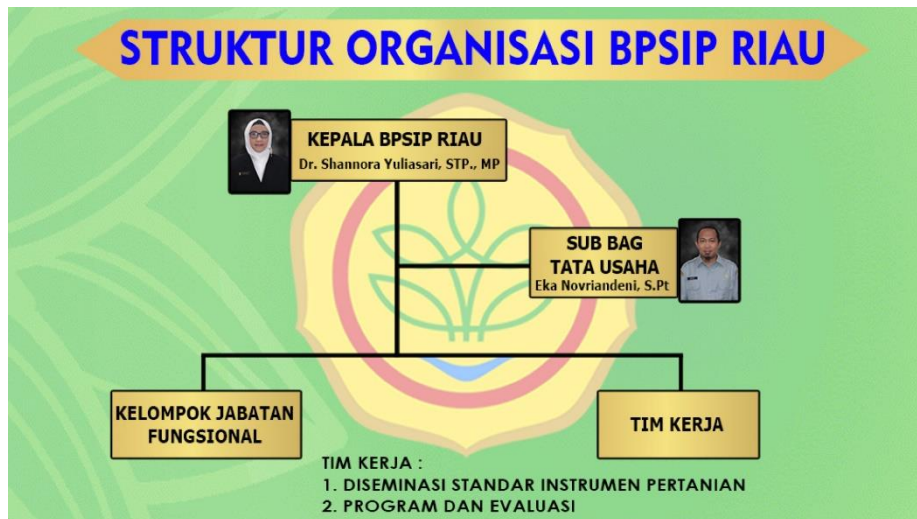 STRUKTUR ORGANISASI BPSIP RIAU
KEPALA BPSIP RIAU
Dr. Shannora Yuliasari, STP., MP
SUB BAG
TATA USAHA
Eka Novriandeni, S.Pt
KELOMPOK JABATAN
FUNGSIONAL
TIM KERJA
TIM KERJA :
1. DISEMINASI STANDAR INSTRUMEN PERTANIAN
2. PROGRAM DAN EVALUASI